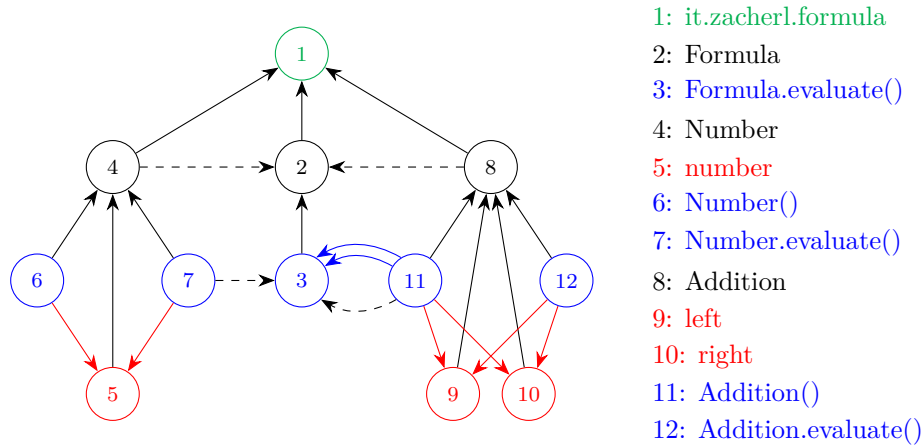 1
4
2
8
6
7
3
11
12
5
9
10
1: it.zacherl.formula
2: Formula
3: Formula.evaluate()
4: Number
5: number
6: Number()
7: Number.evaluate()
8: Addition
9: left
10: right
11: Addition()
12: Addition.evaluate()